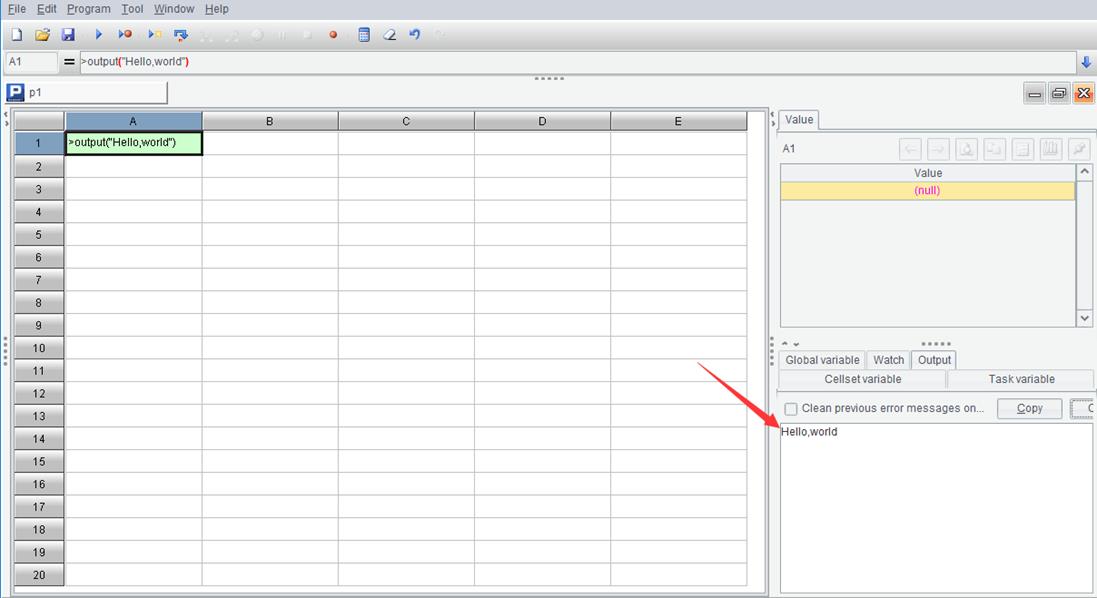 File Edit Program Tool Window Help
A1 = >output("Hello,world")
P p1
A B C D E
1 >output("Hello,world")
2
3
4
5
6
7
8
9
10
11
12
13
14
15
16
17
18
19
20
Value
A1
Value
(null)
Global variable Watch Output
Cellset variable Task variable
Clean previous error messages on... Copy C
Hello,world